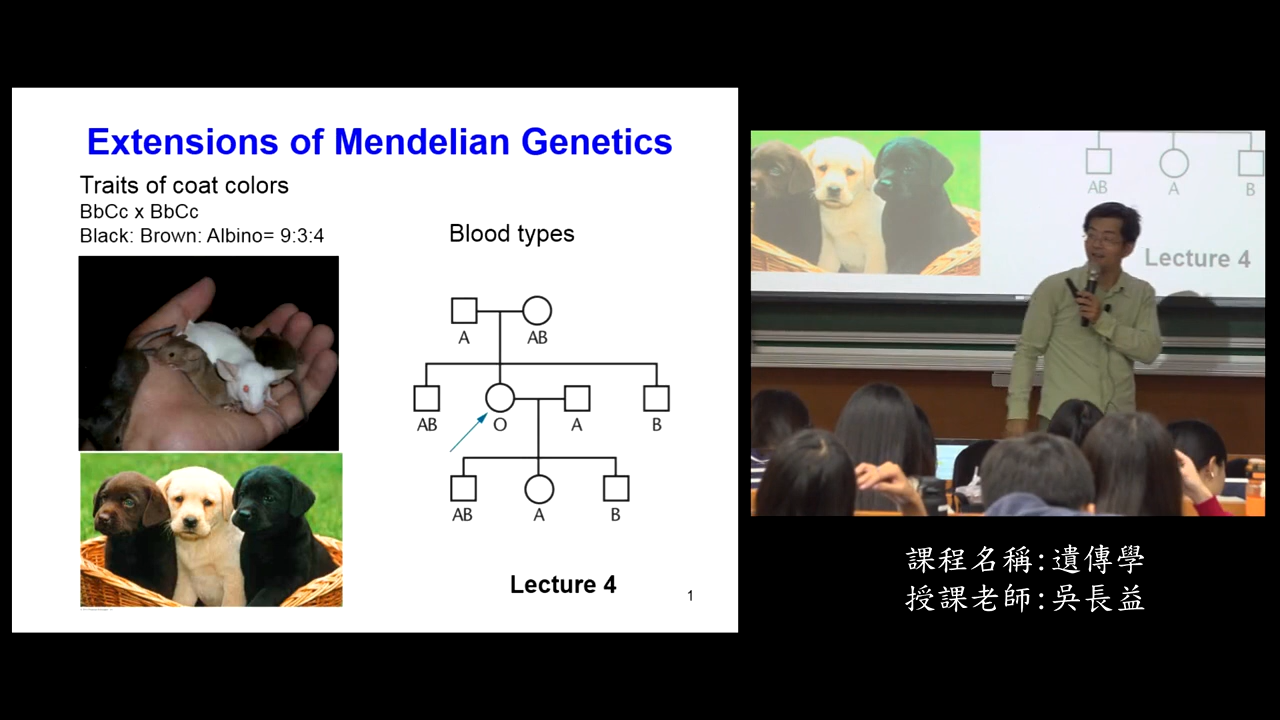 Extensions of Mendelian Genetics
Traits of coat colors
BbCc x BbCc
Black: Brown: Albino= 9:3:4
Blood types
A AB
AB O A B
AB A B
Lecture 4
1
AB A B
Lecture 4
課程名稱:遺傳學
授課老師:吳長益